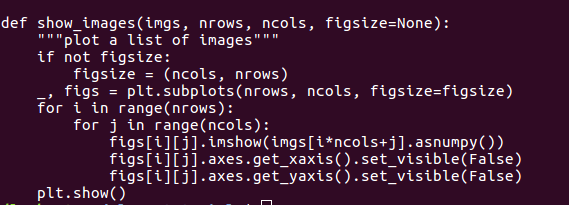 def show_images(imgs, nrows, ncols, figsize=None):
    """plot a list of images"""
    if not figsize:
        figsize = (ncols, nrows)
    _, figs = plt.subplots(nrows, ncols, figsize=figsize)
    for i in range(nrows):
        for j in range(ncols):
            figs[i][j].imshow(imgs[i*ncols+j].asnumpy())
            figs[i][j].axes.get_xaxis().set_visible(False)
            figs[i][j].axes.get_yaxis().set_visible(False)
    plt.show()